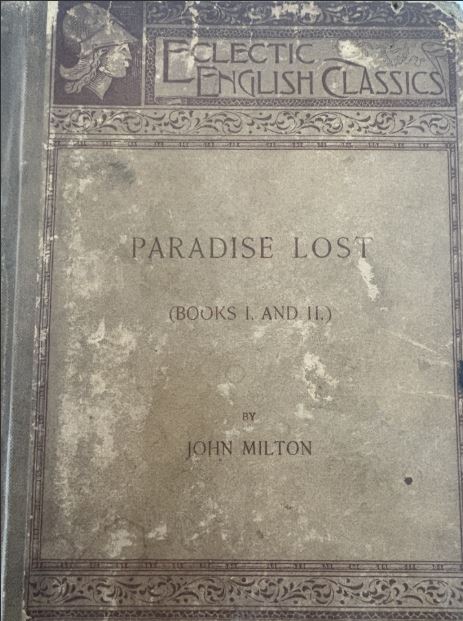 ECLECTIC
ENGLISH CLASSICS
PARADISE LOST
(BOOKS I. AND II.)
BY
JOHN MILTON